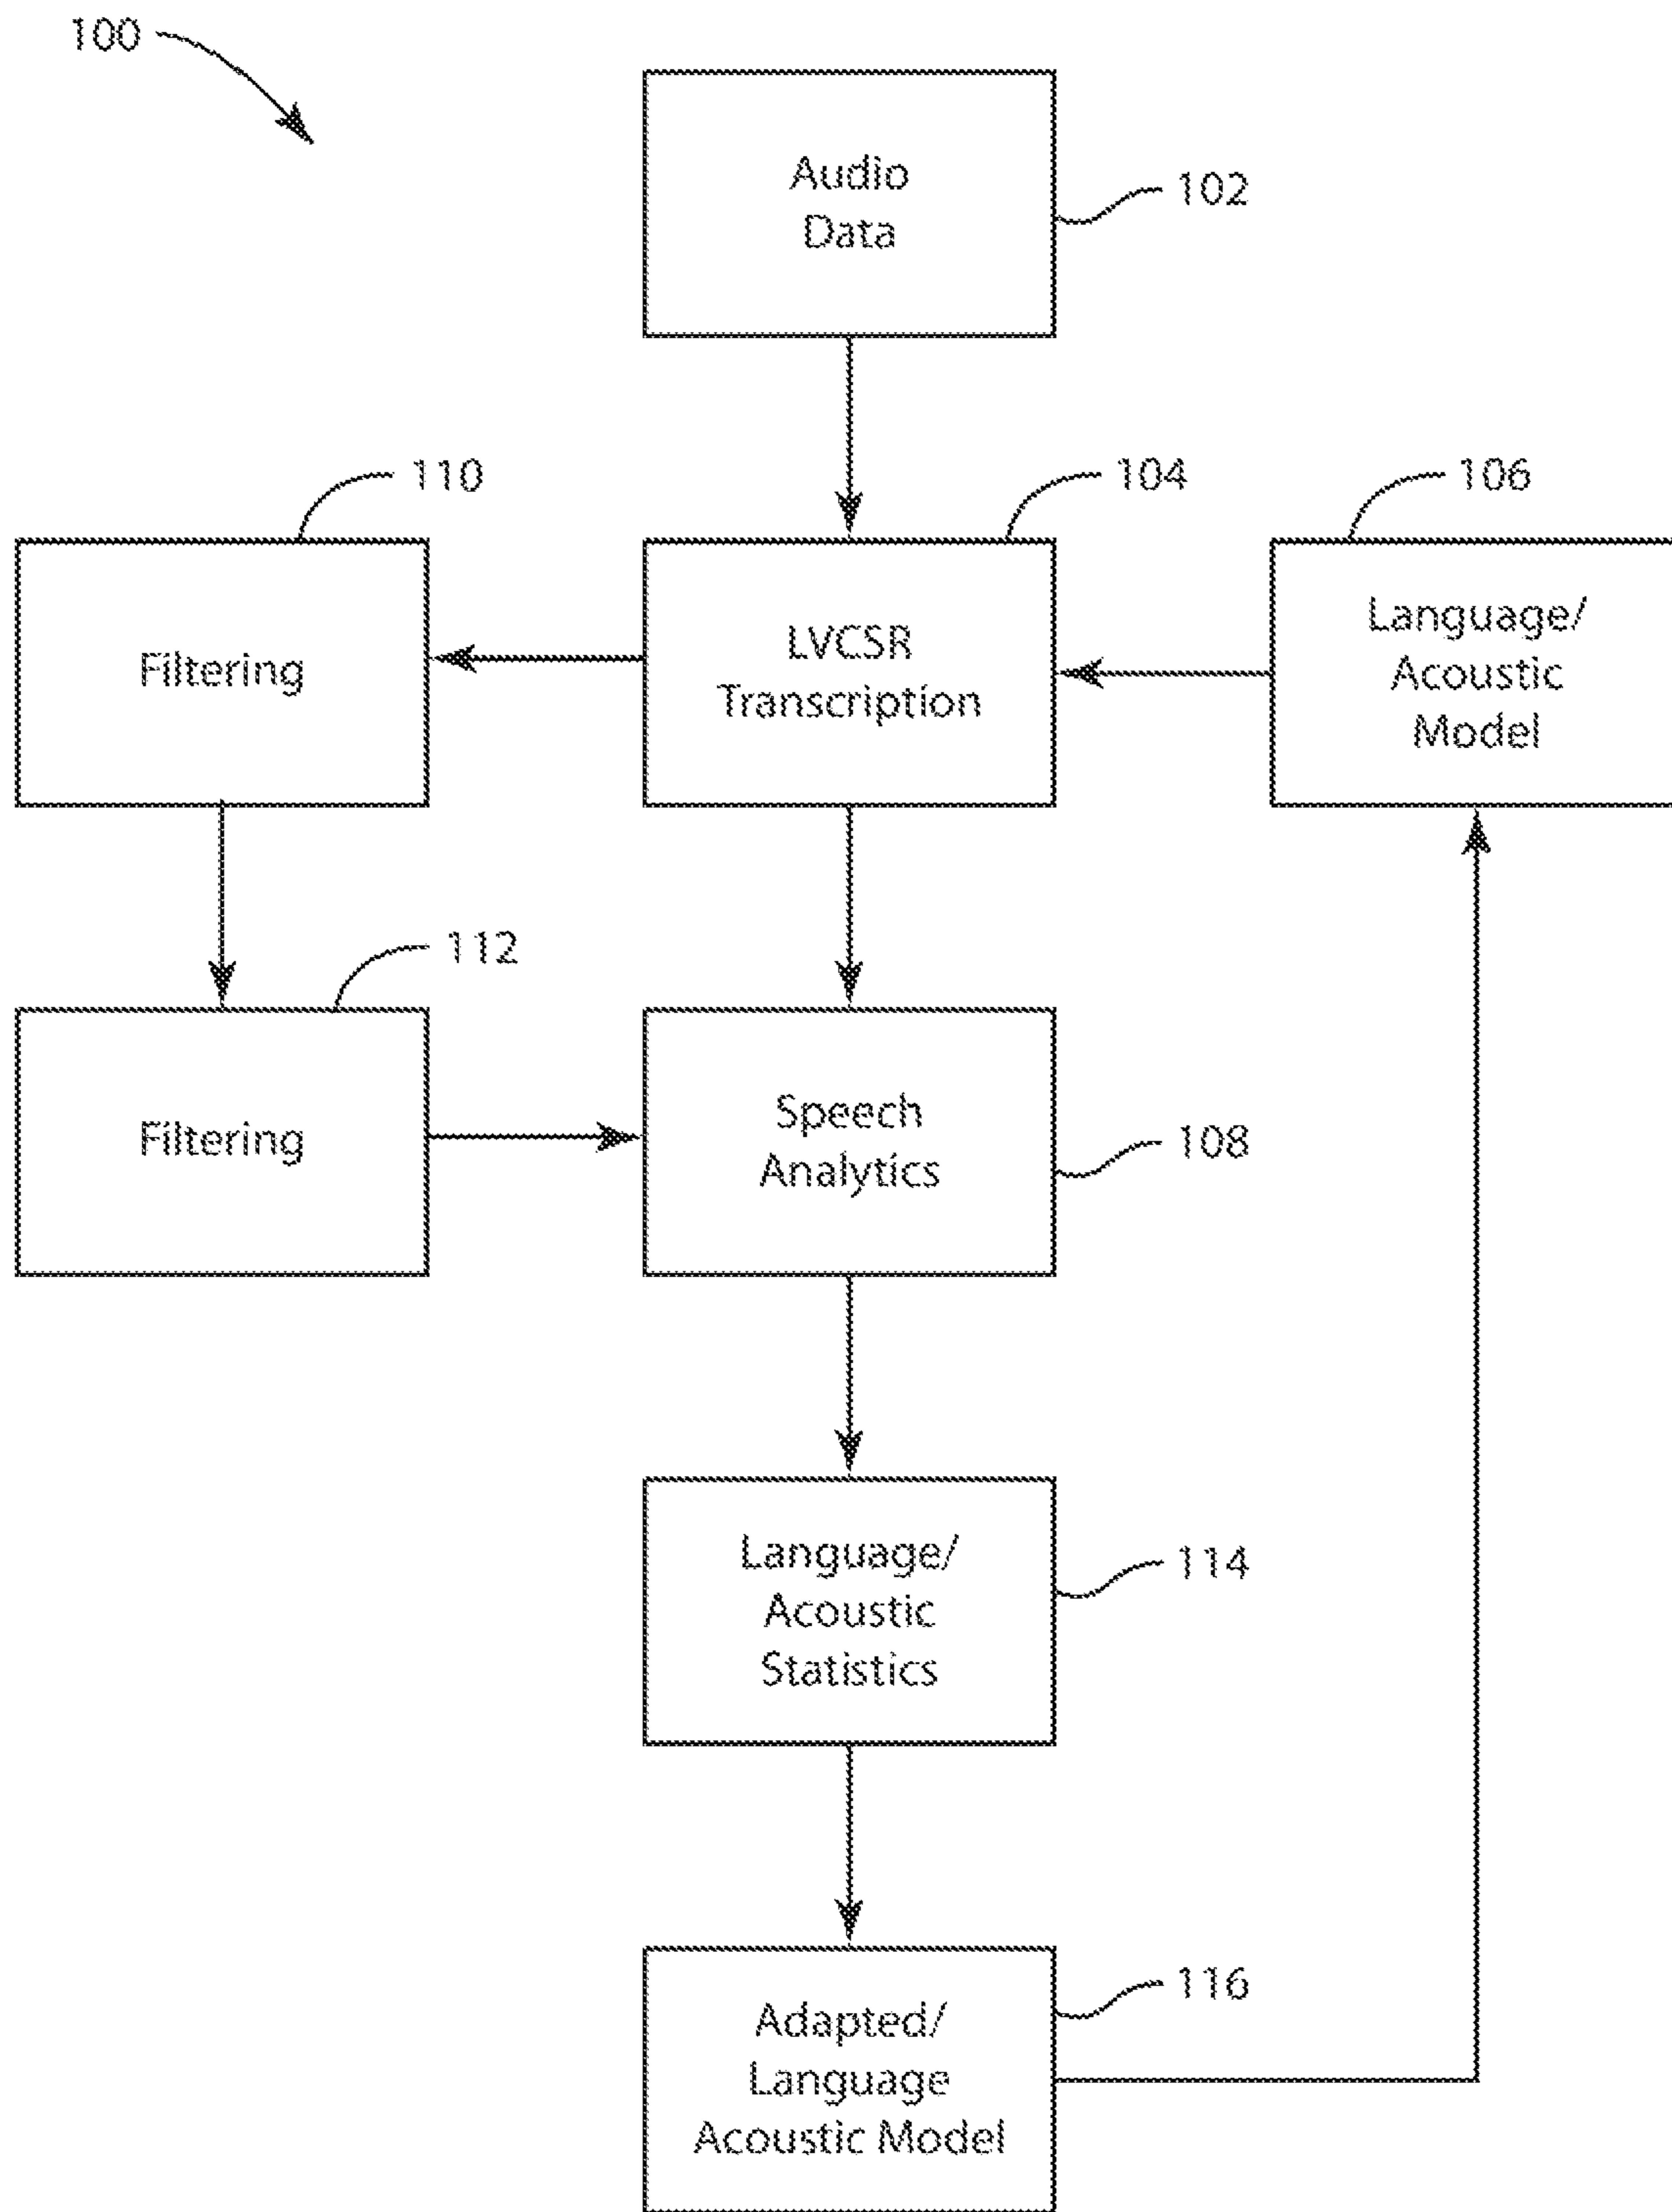 100
Audio
Data
102
110
104
106
Filtering
LVCSR
Transcription
Language/
Acoustic
Model
112
Filtering
Speech
Analytics
108
Language/
Acoustic
Statistics
114
Adapted/
Language
Acoustic Model
116